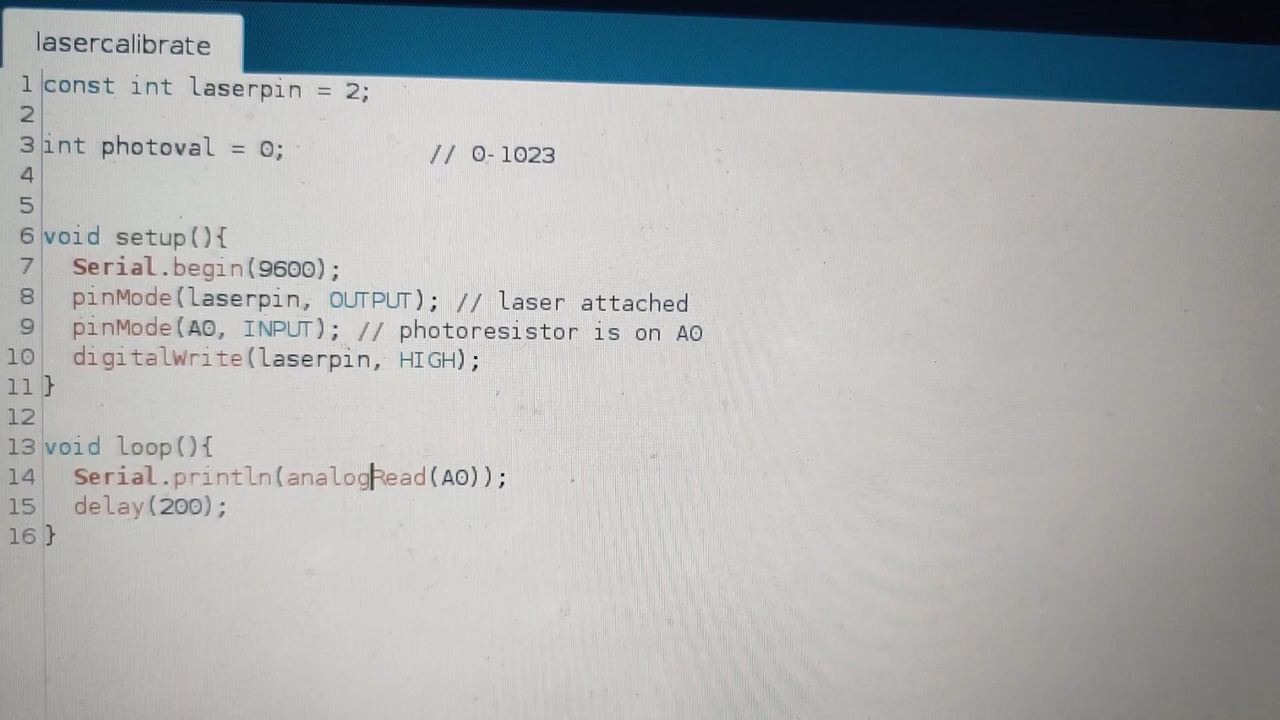 lasercalibrate
1 const int laserpin = 2;
2
3 int photoval = 0; // 0-1023
4
5
6 void setup(){
7 Serial.begin(9600);
8 pinMode(laserpin, OUTPUT); // laser attached
9 pinMode(A0, INPUT); // photoresistor is on A0
10 digitalWrite(laserpin, HIGH);
11 }
12
13 void loop(){
14 Serial.println(analogRead(A0));
15 delay(200);
16 }